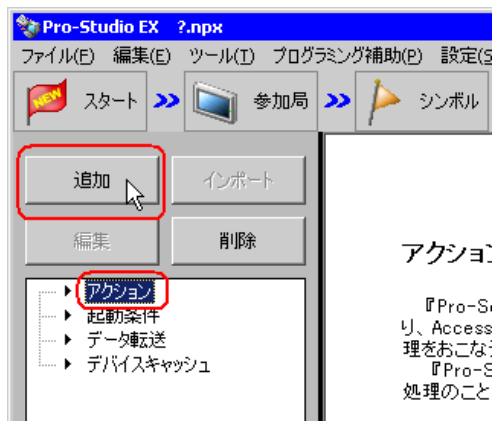 Pro-Studio EX ?.npx
ファイル(F) 編集(E) ツール(T) プログラミング補助(P) 設定(S
NEW スタート 参加局 シンボル
追加 インポート
編集 削除
アクション
起動条件
データ転送
デバイスキャッシュ
アクション
『Pro-Se
り、Access
理をおこな
『Pro-S
処理のこと